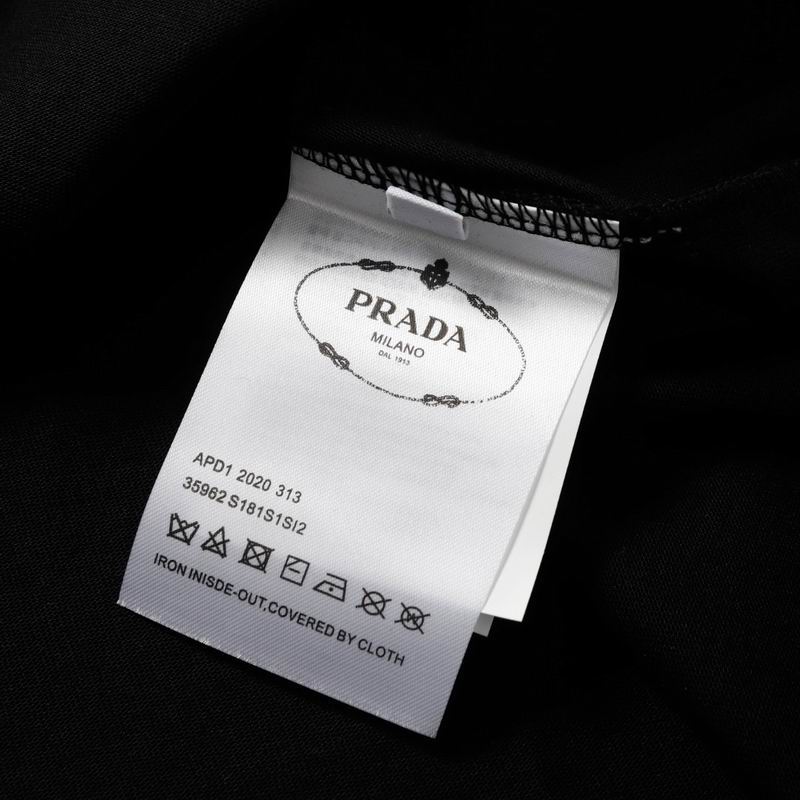 PRADA
MILANO
DAL 1913
APD1 2020 313
35962 S181S1SI2
IRON INISDE-OUT,COVERED BY CLOTH